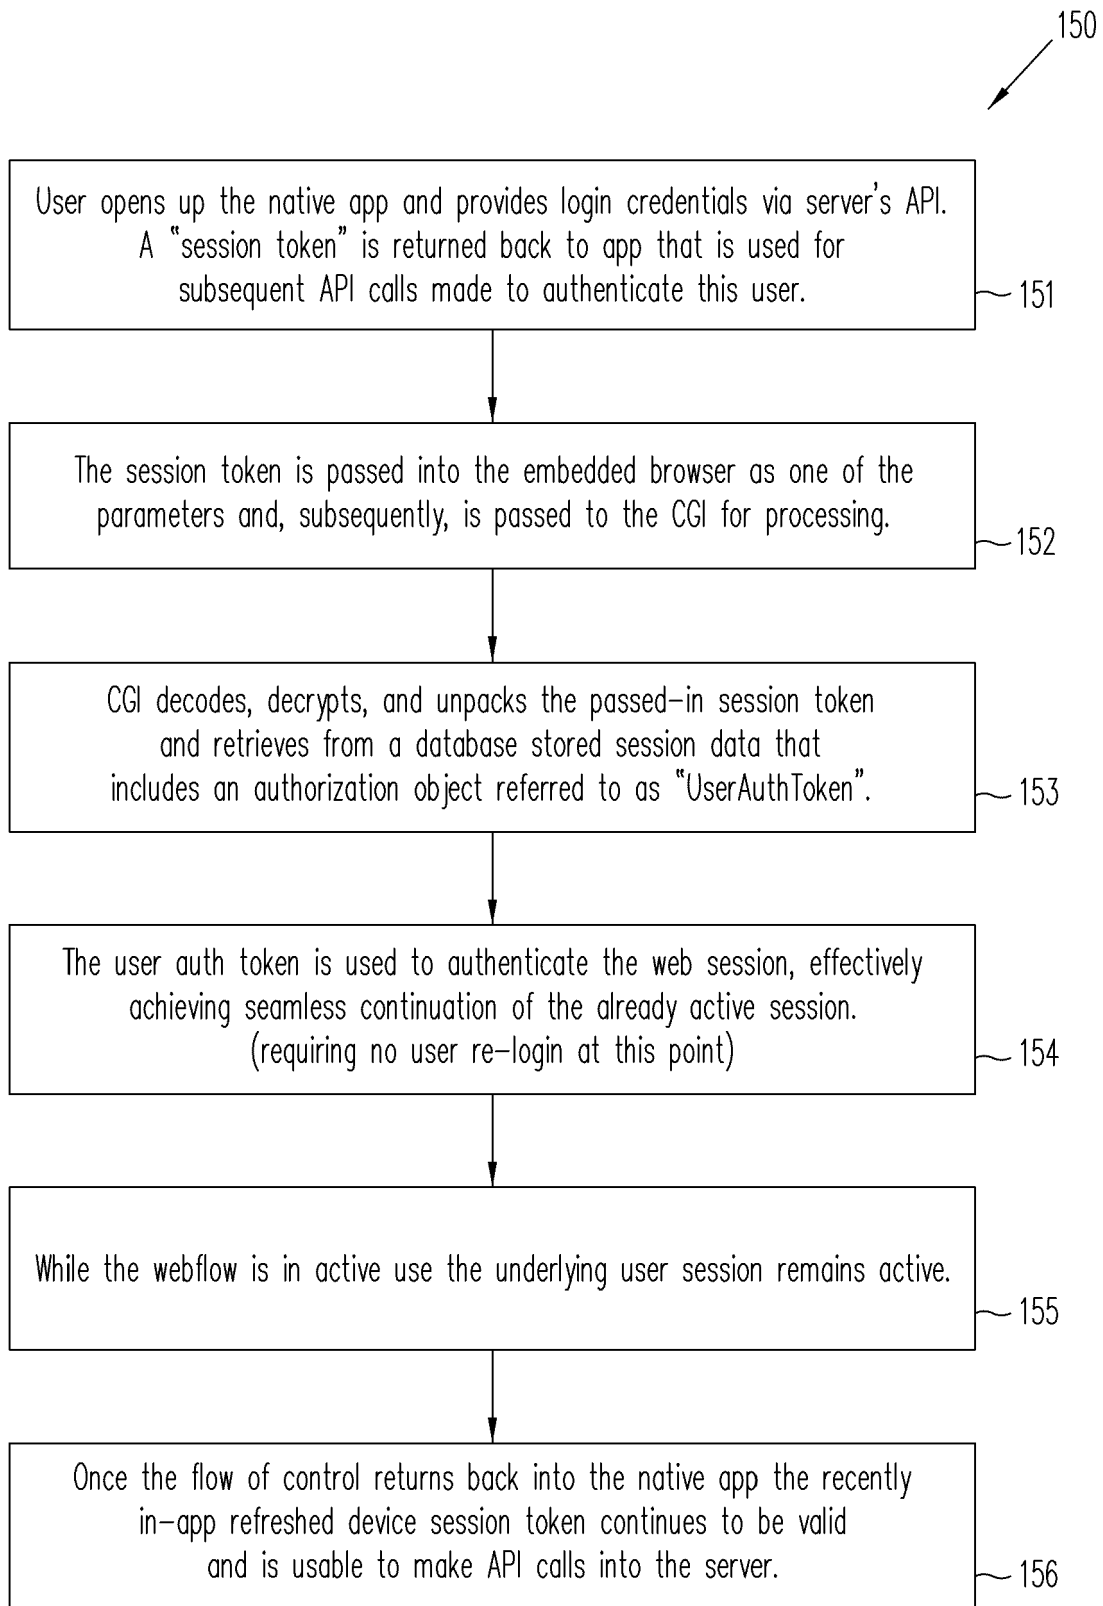 150
User opens up the native app and provides login credentials via server's API.
A "session token" is returned back to app that is used for
subsequent API calls made to authenticate this user.
151
The session token is passed into the embedded browser as one of the
parameters and, subsequently, is passed to the CGI for processing.
152
CGI decodes, decrypts, and unpacks the passed-in session token
and retrieves from a database stored session data that
includes an authorization object referred to as "UserAuthToken".
153
The user auth token is used to authenticate the web session, effectively
achieving seamless continuation of the already active session.
(requiring no user re-login at this point)
154
While the webflow is in active use the underlying user session remains active.
155
Once the flow of control returns back into the native app the recently
in-app refreshed device session token continues to be valid
and is usable to make API calls into the server.
156